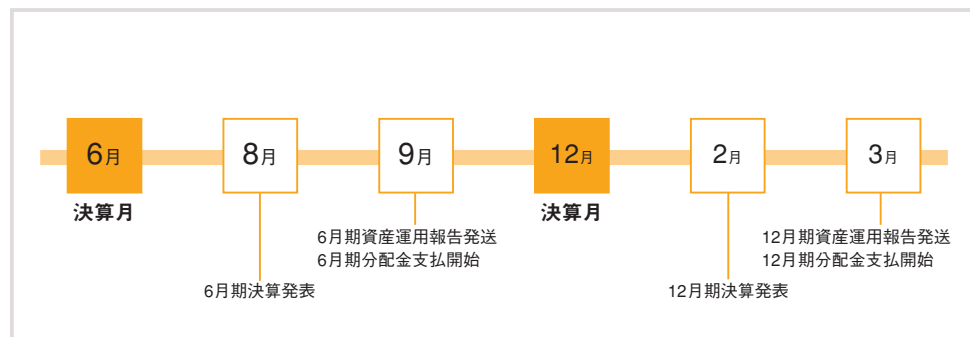 6月
8月
9月
12月
2月
3月
決算月
決算月
6月期資産運用報告発送
6月期分配金支払開始
12月期資産運用報告発送
12月期分配金支払開始
6月期決算発表
12月期決算発表